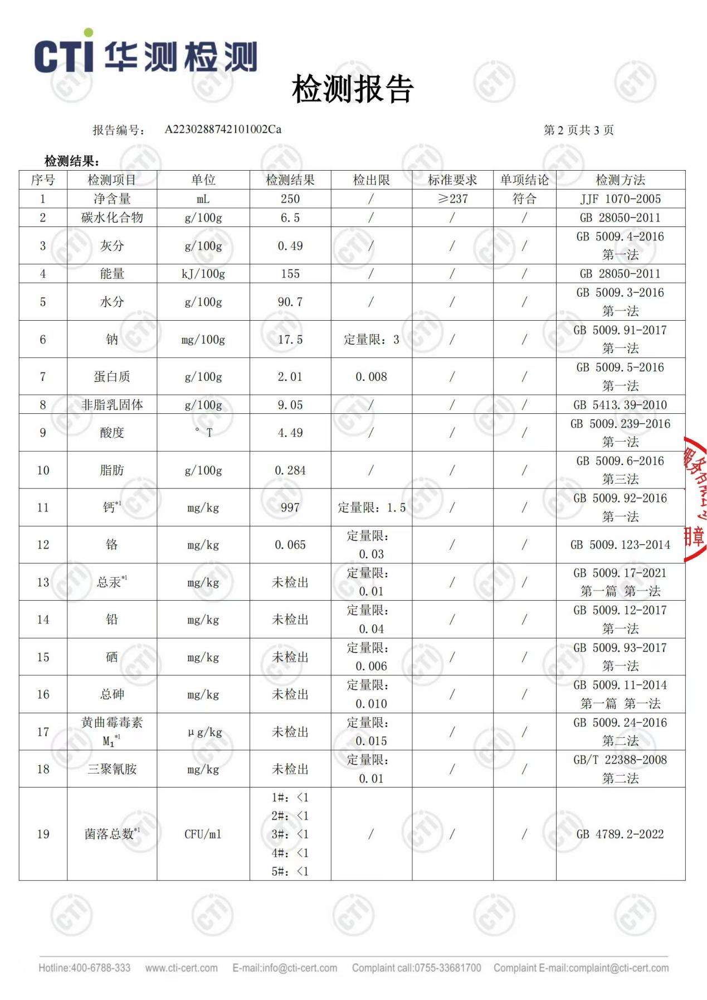 CTI 华测检测
检测报告
报告编号： A2230288742101002Ca 第 2 页共 3 页
检测结果：
序号 检测项目 单位 检测结果 检出限 标准要求 单项结论 检测方法
1 净含量 mL 250 / ≥237 符合 JJF 1070-2005
2 碳水化合物 g/100g 6.5 / / / GB 28050-2011
3 灰分 g/100g 0.49 / / / GB 5009.4-2016
第一法
4 能量 kJ/100g 155 / / / GB 28050-2011
5 水分 g/100g 90.7 / / / GB 5009.3-2016
第一法
6 钠 mg/100g 17.5 定量限：3 / / GB 5009.91-2017
第一法
7 蛋白质 g/100g 2.01 0.008 / / GB 5009.5-2016
第一法
8 非脂乳固体 g/100g 9.05 / / / GB 5413.39-2010
9 酸度 °T 4.49 / / / GB 5009.239-2016
第一法
10 脂肪 g/100g 0.284 / / / GB 5009.6-2016
第三法
11 钙*1 mg/kg 997 定量限：1.5 / / GB 5009.92-2016
第一法
12 铬 mg/kg 0.065 定量限：
0.03 / / GB 5009.123-2014
13 总汞*1 mg/kg 未检出 定量限：
0.01 / / GB 5009.17-2021
第一篇 第一法
14 铅 mg/kg 未检出 定量限：
0.04 / / GB 5009.12-2017
第一法
15 硒 mg/kg 未检出 定量限：
0.006 / / GB 5009.93-2017
第一法
16 总砷 mg/kg 未检出 定量限：
0.010 / / GB 5009.11-2014
第一篇 第一法
17 黄曲霉毒素
M₁*1 μg/kg 未检出 定量限：
0.015 / / GB 5009.24-2016
第二法
18 三聚氰胺 mg/kg 未检出 定量限：
0.01 / / GB/T 22388-2008
第二法
19 菌落总数*1 CFU/ml 1#：<1
2#：<1
3#：<1
4#：<1
5#：<1
/ / / GB 4789.2-2022
服务有限公司
用章
Hotline:400-6788-333 www.cti-cert.com E-mail:info@cti-cert.com Complaint call:0755-33681700 Complaint E-mail:complaint@cti-cert.com